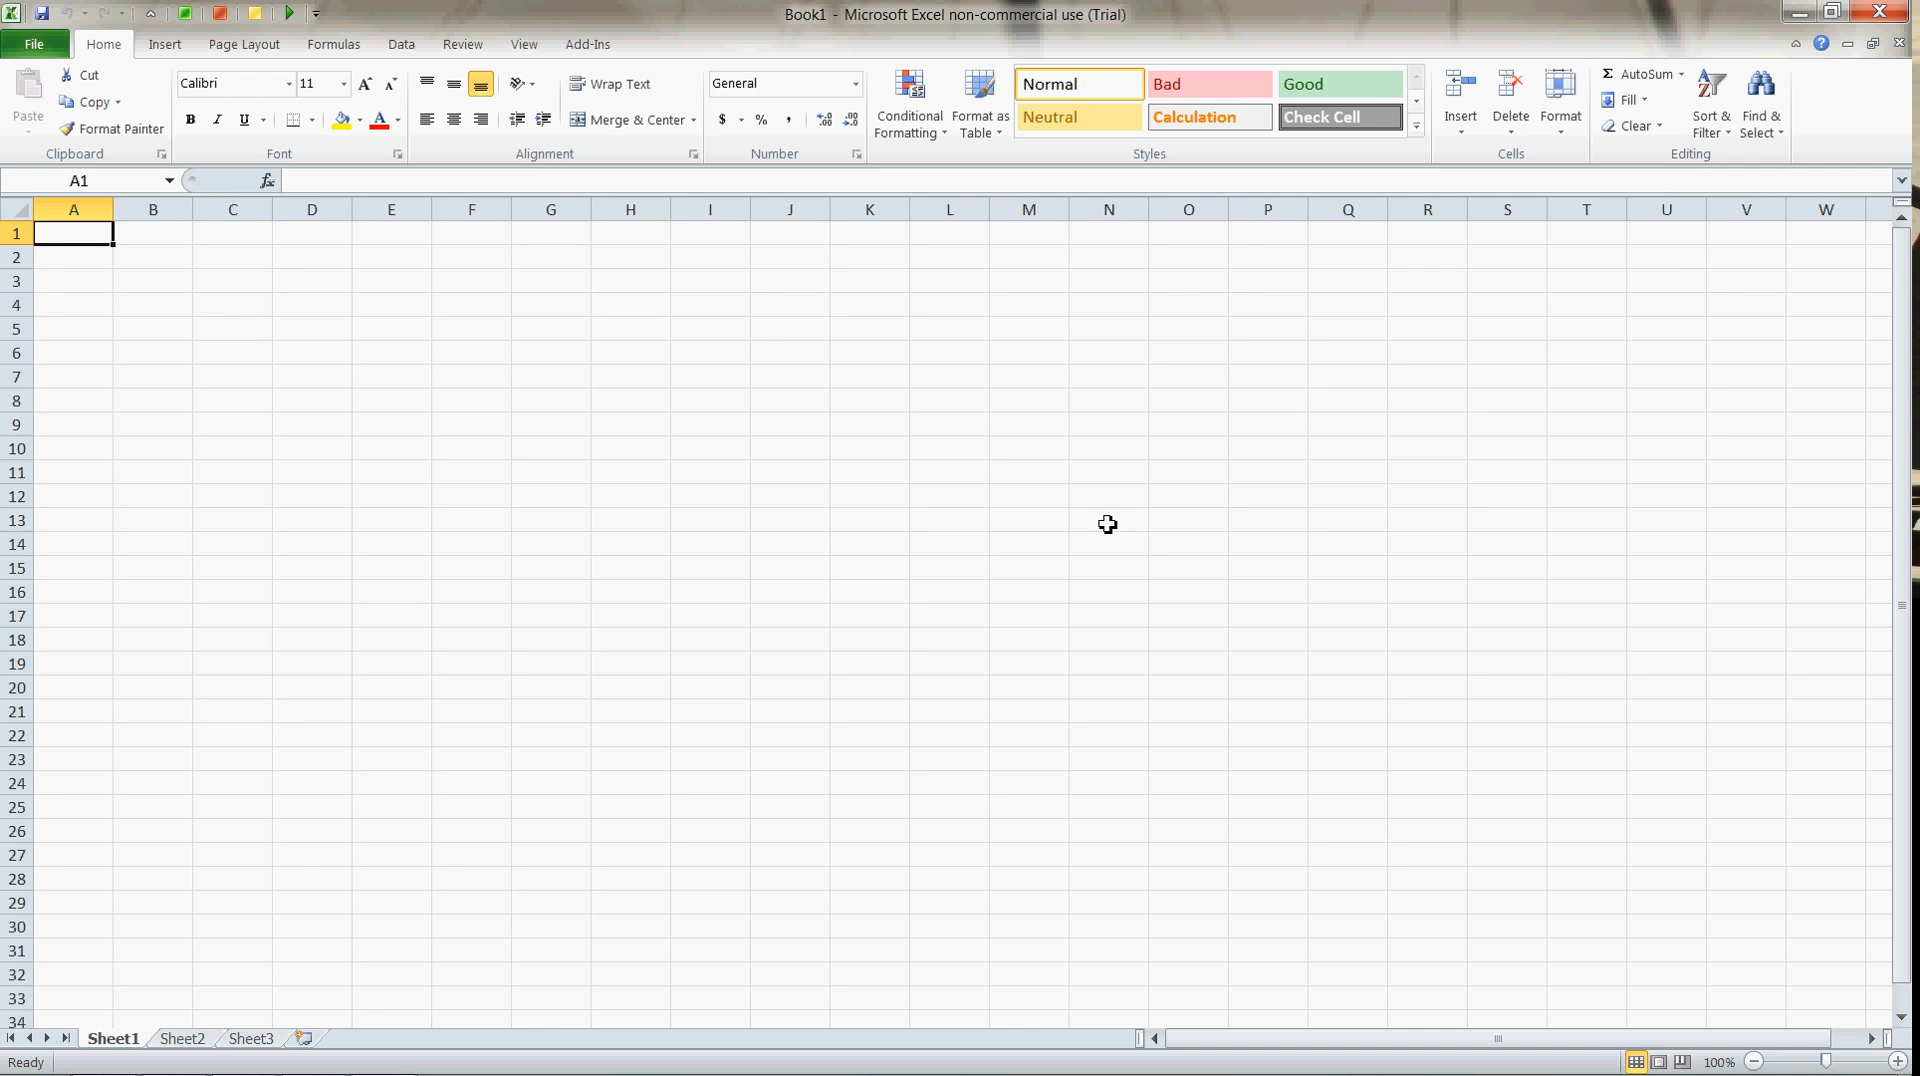 Book1 - Microsoft Excel non-commercial use (Trial)
File Home Insert Page Layout Formulas Data Review View Add-Ins
Paste
Cut
Copy
Format Painter
Clipboard
Calibri 11
B I U
Font
Wrap Text
Merge & Center
Alignment
General
$ % ,
Number
Conditional Formatting
Format as Table
Normal Bad Good
Neutral Calculation Check Cell
Styles
Insert Delete Format
Cells
Σ AutoSum
Fill
Clear
Sort & Filter
Find & Select
Editing
A1 fx
A B C D E F G H I J K L M N O P Q R S T U V W
1
2
3
4
5
6
7
8
9
10
11
12
13
14
15
16
17
18
19
20
21
22
23
24
25
26
27
28
29
30
31
32
33
34
Sheet1 Sheet2 Sheet3
Ready 100%